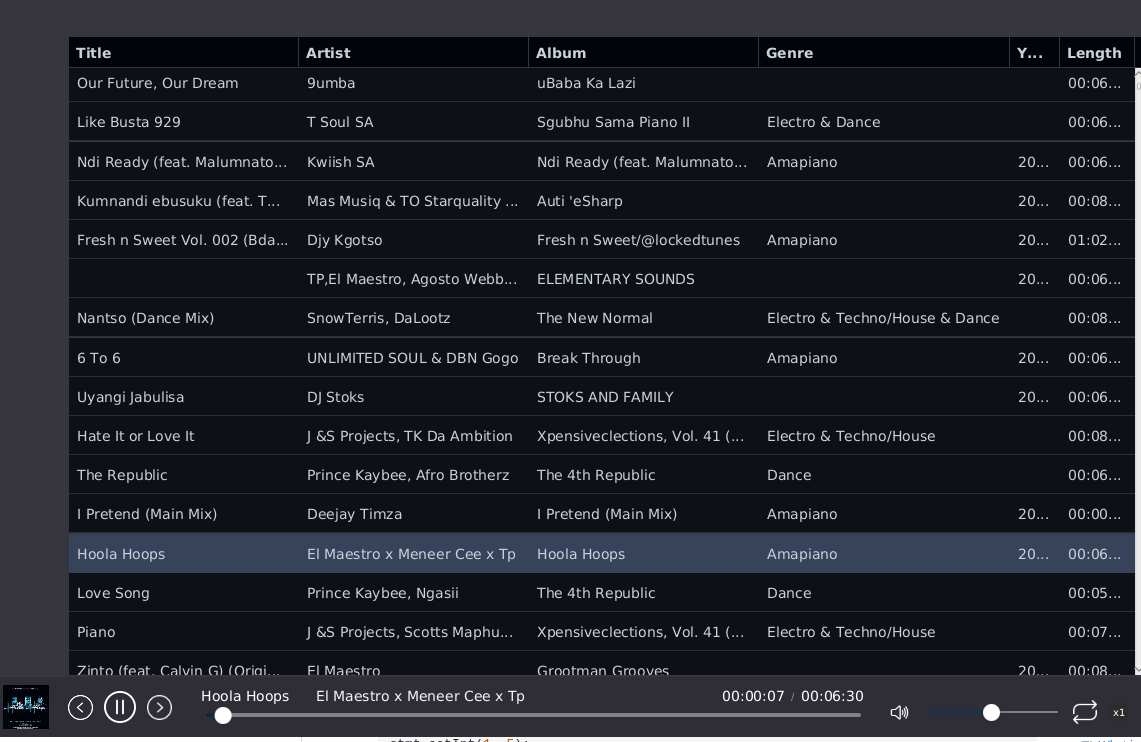 Title Artist Album Genre Y... Length
Our Future, Our Dream 9umba uBaba Ka Lazi 00:06...
Like Busta 929 T Soul SA Sgubhu Sama Piano II Electro & Dance 00:06...
Ndi Ready (feat. Malumnato... Kwiish SA Ndi Ready (feat. Malumnato... Amapiano 20... 00:06...
Kumnandi ebusuku (feat. T... Mas Musiq & TO Starquality ... Auti 'eSharp 20... 00:08...
Fresh n Sweet Vol. 002 (Bda... Djy Kgotso Fresh n Sweet/@lockedtunes Amapiano 20... 01:02...
TP,El Maestro, Agosto Webb... ELEMENTARY SOUNDS 20... 00:06...
Nantso (Dance Mix) SnowTerris, DaLootz The New Normal Electro & Techno/House & Dance 00:08...
6 To 6 UNLIMITED SOUL & DBN Gogo Break Through Amapiano 20... 00:06...
Uyangi Jabulisa DJ Stoks STOKS AND FAMILY 20... 00:06...
Hate It or Love It J &S Projects, TK Da Ambition Xpensiveclections, Vol. 41 (... Electro & Techno/House 00:08...
The Republic Prince Kaybee, Afro Brotherz The 4th Republic Dance 00:06...
I Pretend (Main Mix) Deejay Timza I Pretend (Main Mix) Amapiano 20... 00:00...
Hoola Hoops El Maestro x Meneer Cee x Tp Hoola Hoops Amapiano 20... 00:06...
Love Song Prince Kaybee, Ngasii The 4th Republic Dance 00:05...
Piano J &S Projects, Scotts Maphu... Xpensiveclections, Vol. 41 (... Electro & Techno/House 00:07...
Zinto (feat. Calvin G) (Origi... El Maestro Grootman Grooves 20... 00:08...
Hoola Hoops El Maestro x Meneer Cee x Tp 00:00:07 / 00:06:30
x1